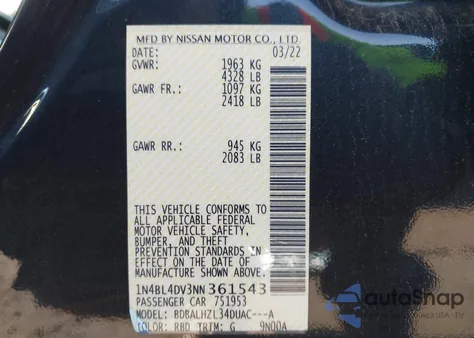 MFD BY NISSAN MOTOR CO., LTD.
DATE: 03/22
GVWR: 1963 KG
4328 LB
GAWR FR.: 1097 KG
2418 LB
GAWR RR.: 945 KG
2083 LB
THIS VEHICLE CONFORMS TO
ALL APPLICABLE FEDERAL
MOTOR VEHICLE SAFETY,
BUMPER, AND THEFT
PREVENTION STANDARDS
IN EFFECT ON THE DATE OF
MANUFACTURE SHOWN ABOVE.
1N4BL4DV3NN361543
PASSENGER CAR 751953
MODEL: BDBALHZL34DUAC---A
COLOR: RBD TRIM: G 9N00A
autoSnap